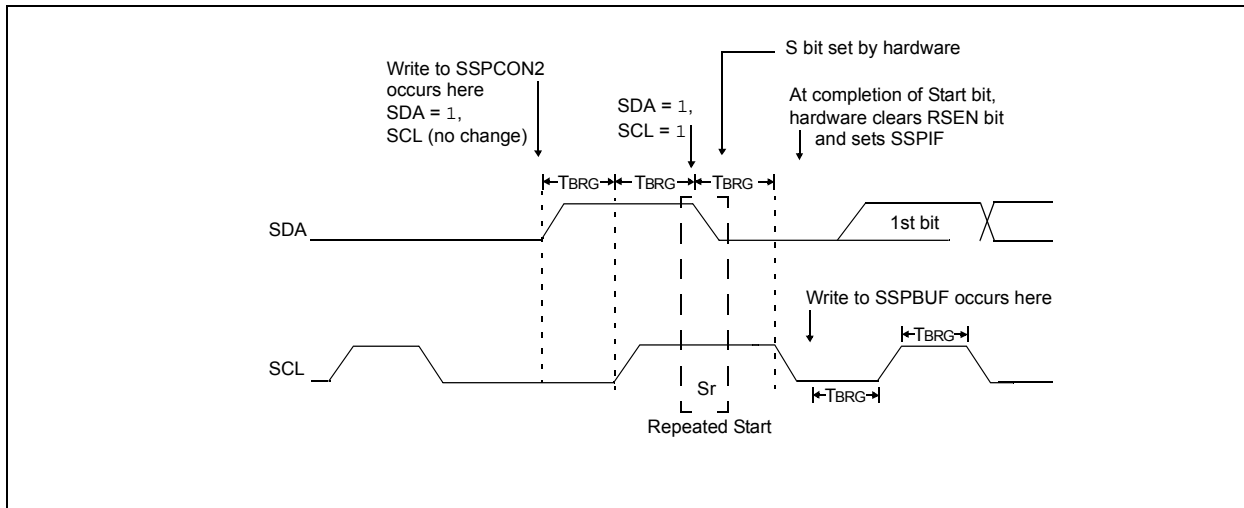 S bit set by hardware
Write to SSPCON2
occurs here
SDA = 1,
SCL (no change)
SDA = 1,
SCL = 1
At completion of Start bit,
hardware clears RSEN bit
and sets SSPIF
TBRG TBRG TBRG
SDA
1st bit
Write to SSPBUF occurs here
TBRG
SCL
Sr
TBRG
Repeated Start